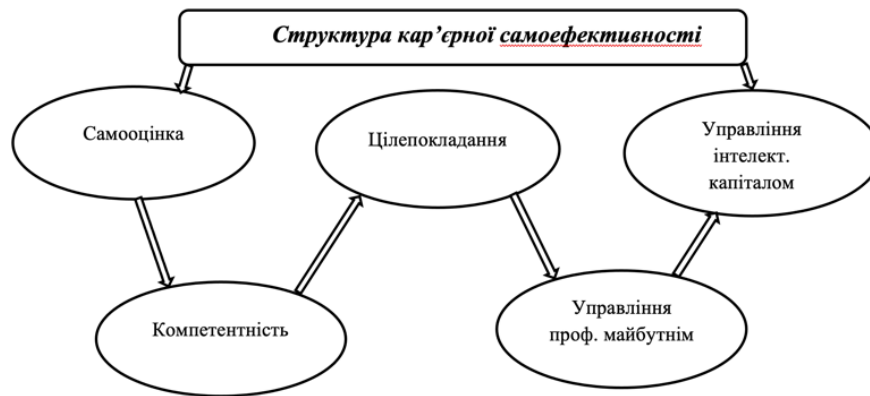 Структура кар’єрної самоефективності
Самооцінка
Цілепокладання
Управління
інтелект.
капіталом
Компетентність
Управління
проф. майбутнім